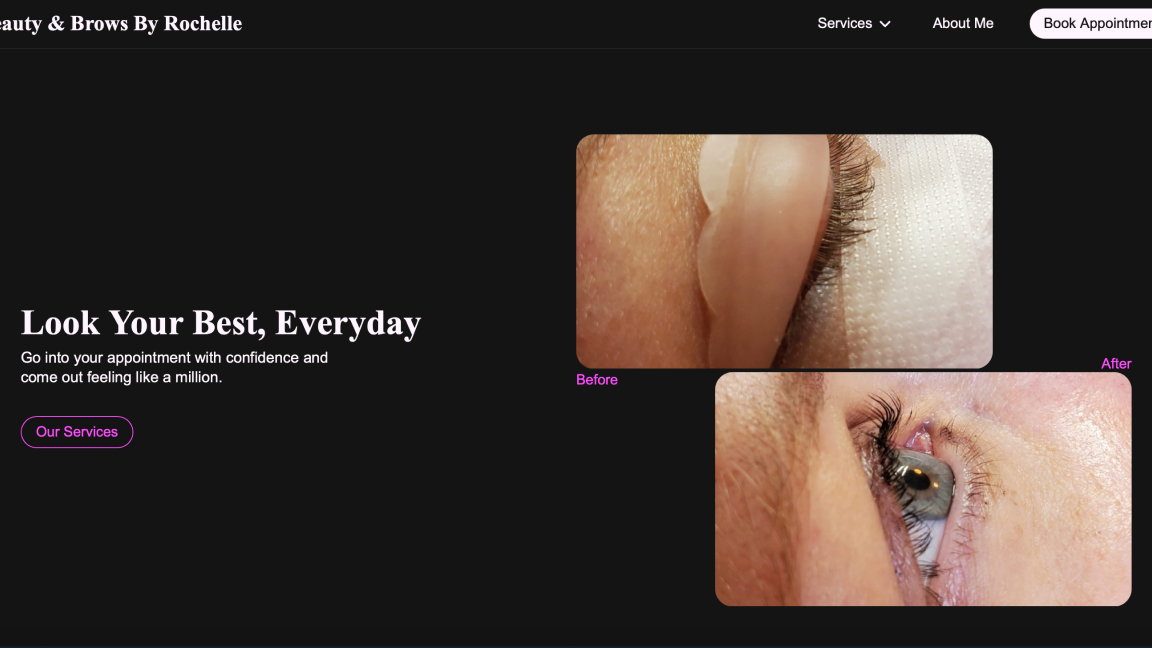 eauty & Brows By Rochelle
Services
About Me
Book Appointmen
Look Your Best, Everyday
Go into your appointment with confidence and
come out feeling like a million.
Our Services
Before
After